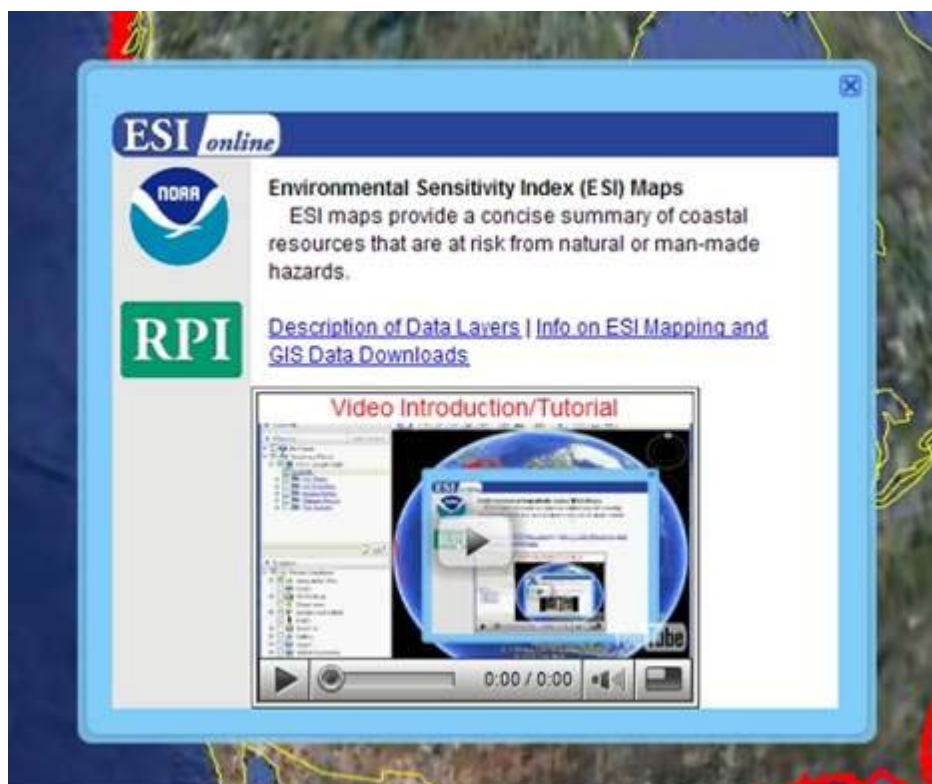 ESI online
NOAA
Environmental Sensitivity Index (ESI) Maps
ESI maps provide a concise summary of coastal
resources that are at risk from natural or man-made
hazards.
RPI
Description of Data Layers | Info on ESI Mapping and
GIS Data Downloads
Video Introduction/Tutorial
ESI online
0:00 / 0:00